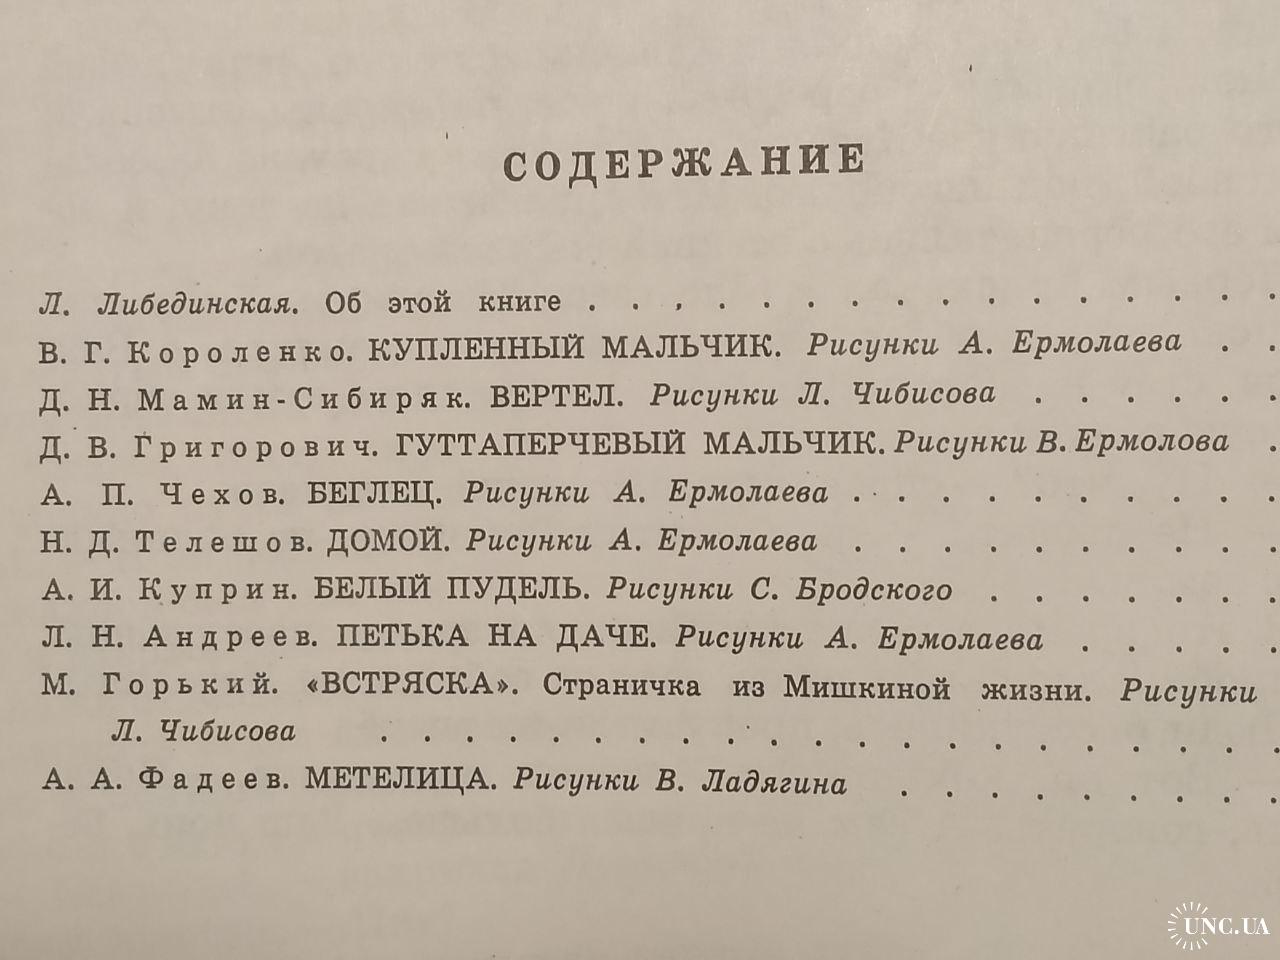 СОДЕРЖАНИЕ
Л. Либединская. Об этой книге . . . . . . . . . . . . . . . . .
В. Г. Короленко. КУПЛЕННЫЙ МАЛЬЧИК. Рисунки А. Ермолаева . .
Д. Н. Мамин-Сибиряк. ВЕРТЕЛ. Рисунки Л. Чибисова . . . . . .
Д. В. Григорович. ГУТТАПЕРЧЕВЫЙ МАЛЬЧИК. Рисунки В. Ермолова .
А. П. Чехов. БЕГЛЕЦ. Рисунки А. Ермолаева . . . . . . . . . .
Н. Д. Телешов. ДОМОЙ. Рисунки А. Ермолаева . . . . . . . . . .
А. И. Куприн. БЕЛЫЙ ПУДЕЛЬ. Рисунки С. Бродского . . . . . . .
Л. Н. Андреев. ПЕТЬКА НА ДАЧЕ. Рисунки А. Ермолаева . . . . .
М. Горький. «ВСТРЯСКА». Страничка из Мишкиной жизни. Рисунки
Л. Чибисова . . . . . . . . . . . . . . . . . . . . .
А. А. Фадеев. МЕТЕЛИЦА. Рисунки В. Ладягина . . . . . . . . .
UNC.UA